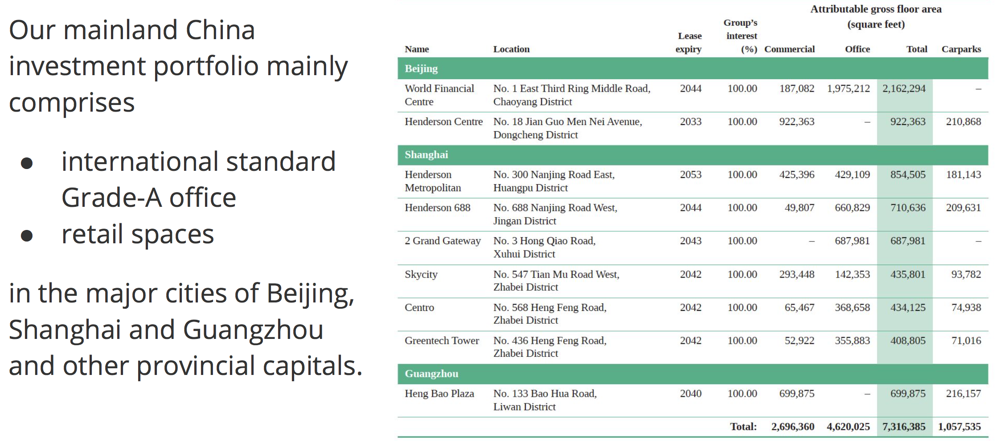 Our mainland China
investment portfolio mainly
comprises
● international standard
Grade-A office
● retail spaces
in the major cities of Beijing,
Shanghai and Guangzhou
and other provincial capitals.
Attributable gross floor area
(square feet)
Name Location Lease expiry Group's interest (%) Commercial Office Total Carparks
Beijing
World Financial No. 1 East Third Ring Middle Road, 2044 100.00 187,082 1,975,212 2,162,294 –
Centre Chaoyang District
Henderson Centre No. 18 Jian Guo Men Nei Avenue, 2033 100.00 922,363 – 922,363 210,868
Dongcheng District
Shanghai
Henderson No. 300 Nanjing Road East, 2053 100.00 425,396 429,109 854,505 181,143
Metropolitan Huangpu District
Henderson 688 No. 688 Nanjing Road West, 2044 100.00 49,807 660,829 710,636 209,631
Jingan District
2 Grand Gateway No. 3 Hong Qiao Road, 2043 100.00 – 687,981 687,981 –
Xuhui District
Skycity No. 547 Tian Mu Road West, 2042 100.00 293,448 142,353 435,801 93,782
Zhabei District
Centro No. 568 Heng Feng Road, 2042 100.00 65,467 368,658 434,125 74,938
Zhabei District
Greentech Tower No. 436 Heng Feng Road, 2042 100.00 52,922 355,883 408,805 71,016
Zhabei District
Guangzhou
Heng Bao Plaza No. 133 Bao Hua Road, 2040 100.00 699,875 – 699,875 216,157
Liwan District
Total: 2,696,360 4,620,025 7,316,385 1,057,535